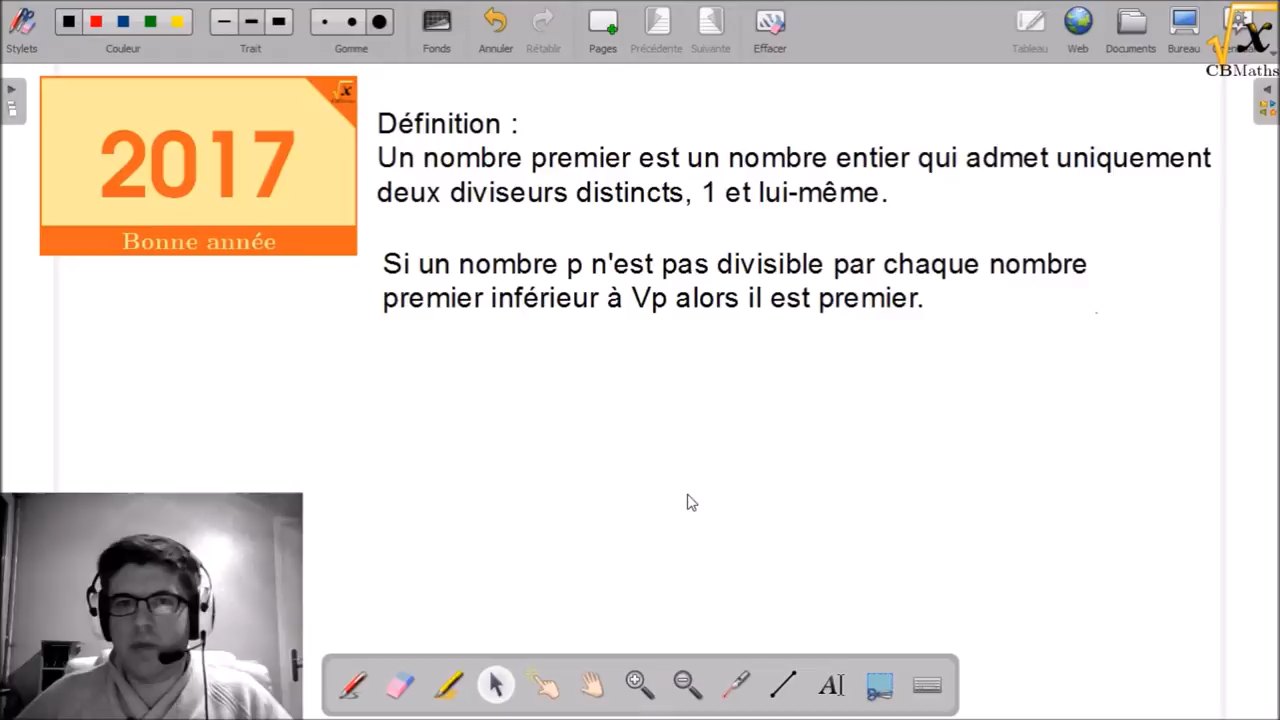 Stylets
Couleur
Trait
Gomme
Fonds
Annuler
Rétablir
Pages
Précédente
Suivante
Effacer
Tableau
Web
Documents
Bureau
CBMaths
2017
Bonne année
Définition :
Un nombre premier est un nombre entier qui admet uniquement
deux diviseurs distincts, 1 et lui-même.
Si un nombre p n'est pas divisible par chaque nombre
premier inférieur à Vp alors il est premier.
AI